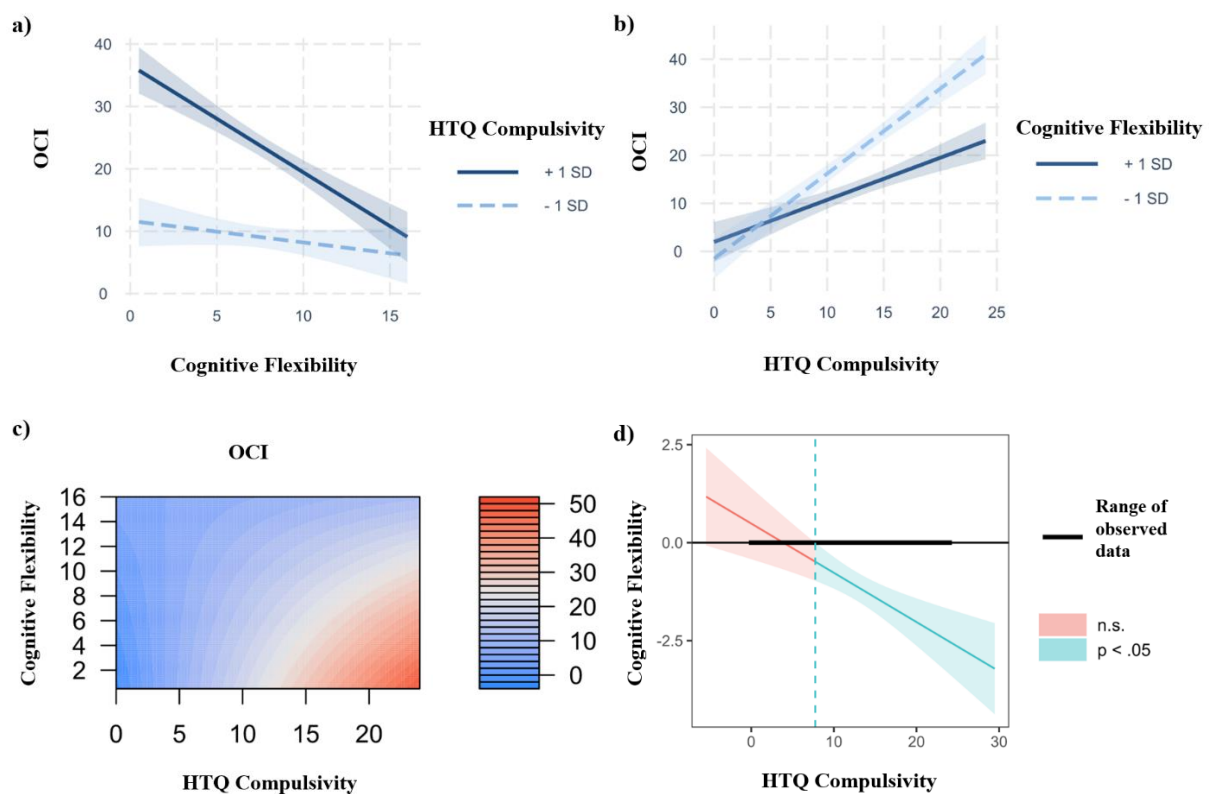 a)
40
30
20
10
0
OCI
0 5 10 15
Cognitive Flexibility
HTQ Compulsivity
+ 1 SD
- 1 SD
b)
40
30
20
10
0
OCI
0 5 10 15 20 25
HTQ Compulsivity
Cognitive Flexibility
+ 1 SD
- 1 SD
c)
OCI
16
14
12
10
8
6
4
2
Cognitive Flexibility
0 5 10 15 20
HTQ Compulsivity
50
40
30
20
10
0
d)
2.5
0.0
-2.5
Cognitive Flexibility
0 10 20 30
HTQ Compulsivity
Range of
observed
data
n.s.
p < .05